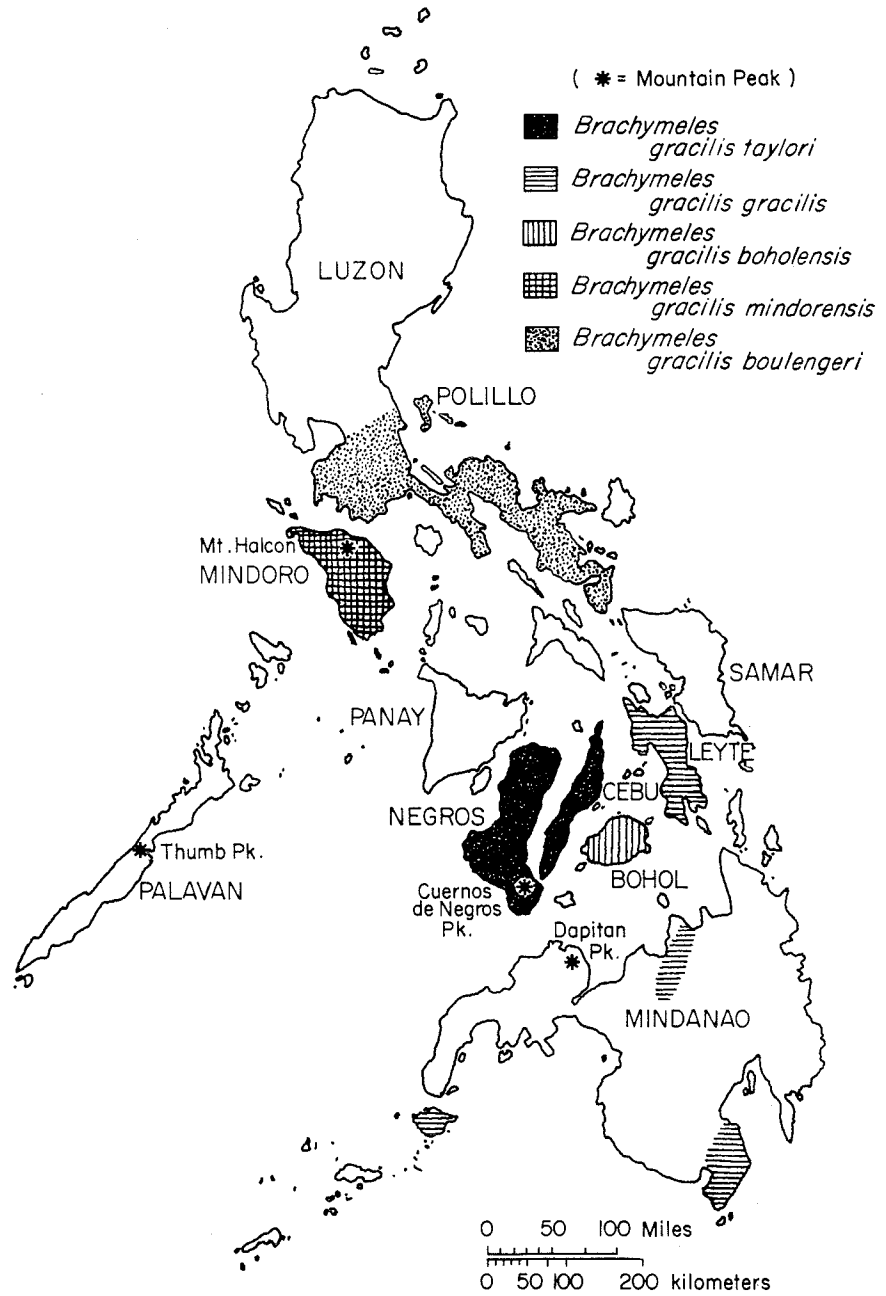 ( ✱ = Mountain Peak )
Brachymeles
gracilis taylori
Brachymeles
gracilis gracilis
Brachymeles
gracilis boholensis
Brachymeles
gracilis mindorensis
Brachymeles
gracilis boulengeri
LUZON
POLILLO
Mt. Halcon
MINDORO
SAMAR
PANAY
LEYTE
CEBU
NEGROS
Thumb Pk.
PALAVAN
BOHOL
Cuernos
de Negros
Pk.
Dapitan
Pk.
MINDANAO
0 50 100 Miles
0 50 100 200 kilometers